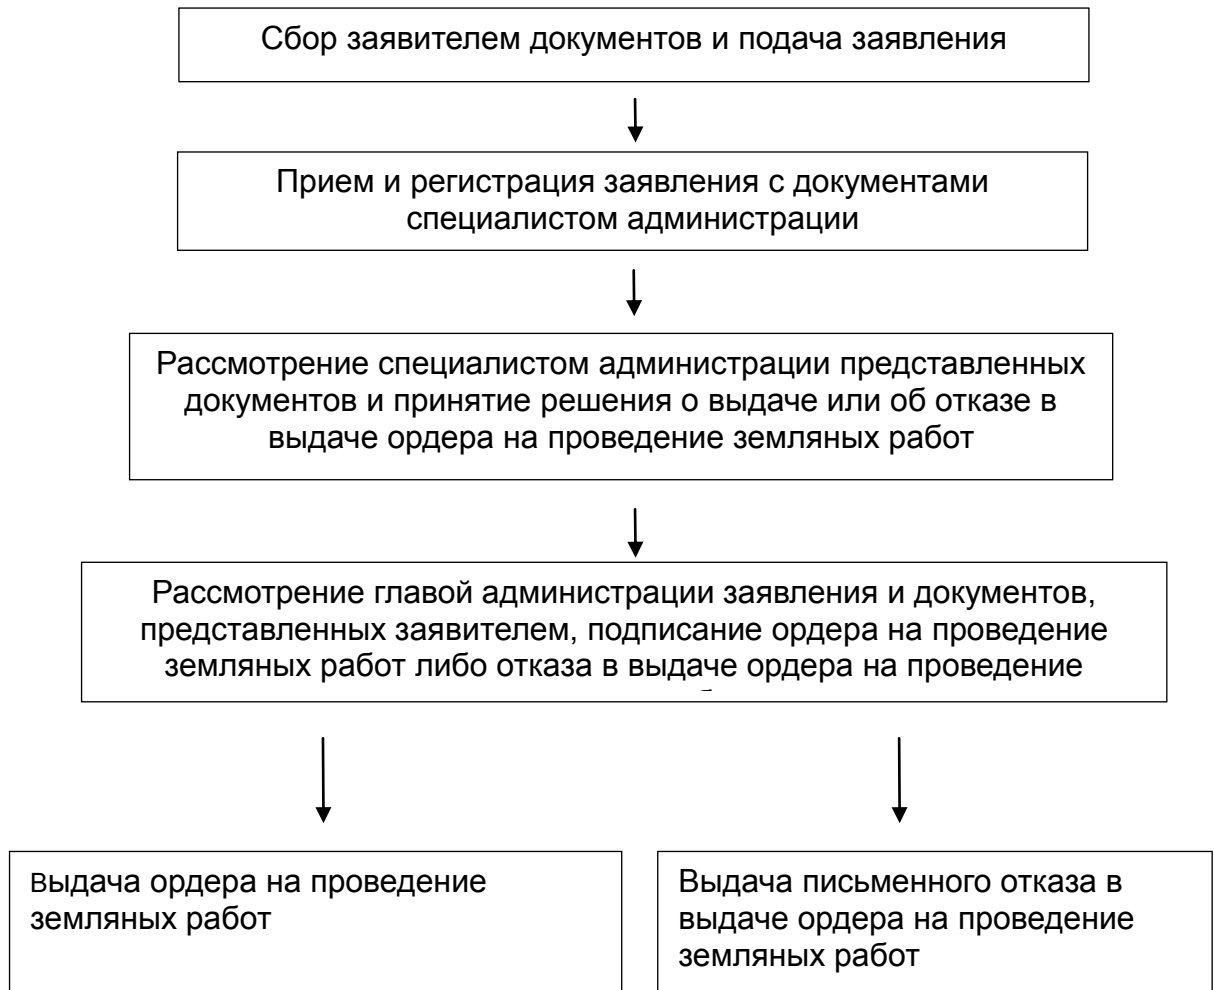 Сбор заявителем документов и подача заявления
Прием и регистрация заявления с документами
специалистом администрации
Рассмотрение специалистом администрации представленных
документов и принятие решения о выдаче или об отказе в
выдаче ордера на проведение земляных работ
Рассмотрение главой администрации заявления и документов,
представленных заявителем, подписание ордера на проведение
земляных работ либо отказа в выдаче ордера на проведение
выдача ордера на проведение
земляных работ
Выдача письменного отказа в
выдаче ордера на проведение
земляных работ